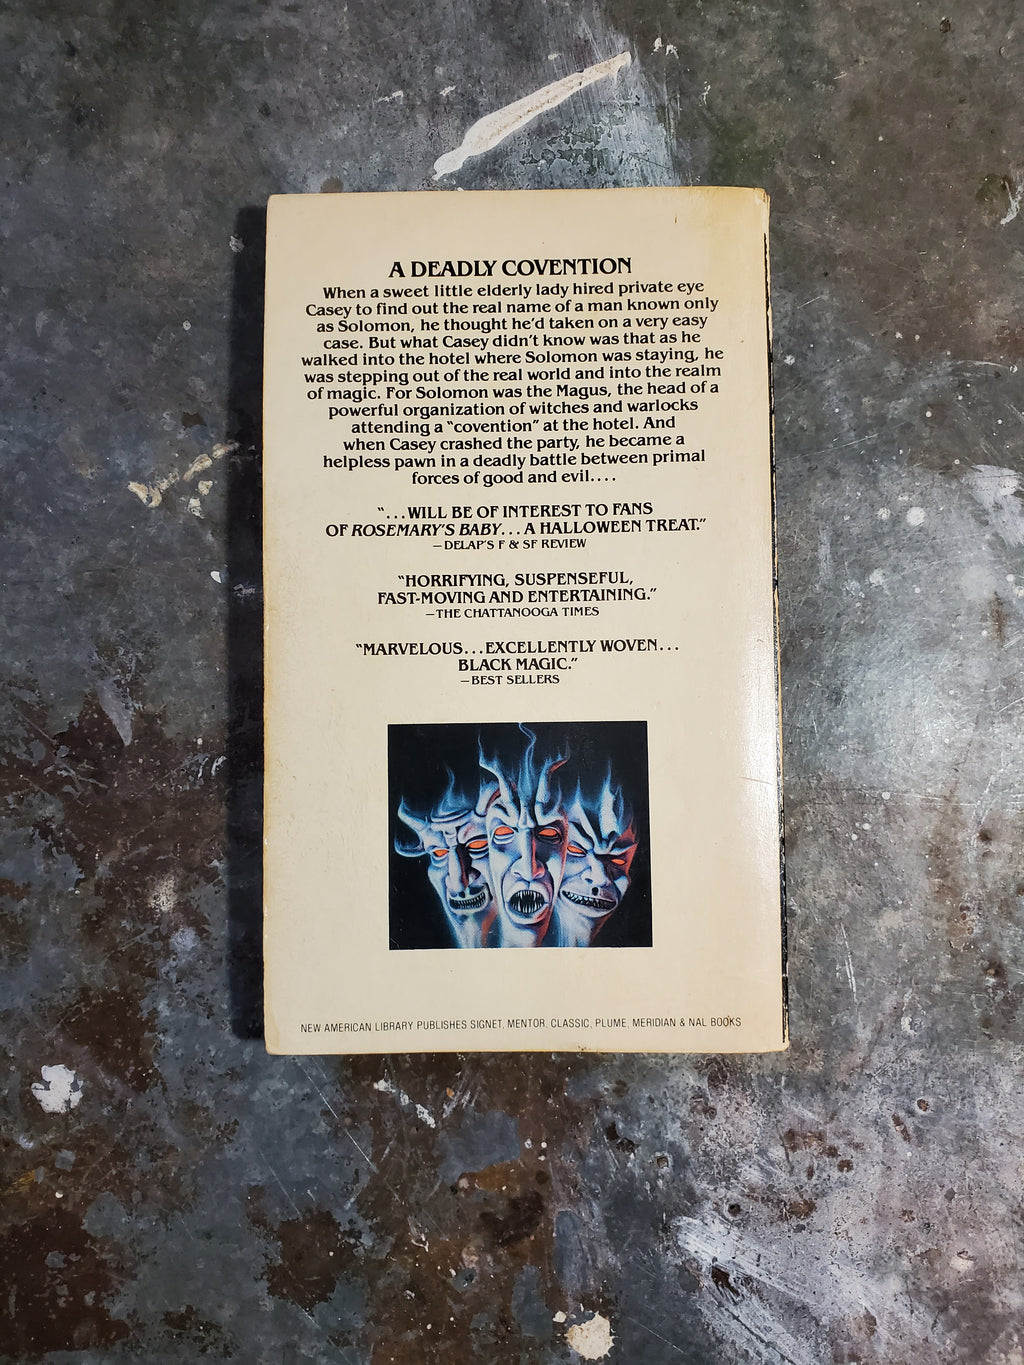 A DEADLY COVENTION
When a sweet little elderly lady hired private eye
Casey to find out the real name of a man known only
as Solomon, he thought he'd taken on a very easy
case. But what Casey didn't know was that as he
walked into the hotel where Solomon was staying, he
was stepping out of the real world and into the realm
of magic. For Solomon was the Magus, the head of a
powerful organization of witches and warlocks
attending a “covention” at the hotel. And
when Casey crashed the party, he became a
helpless pawn in a deadly battle between primal
forces of good and evil....
“...WILL BE OF INTEREST TO FANS
OF ROSEMARY'S BABY...A HALLOWEEN TREAT.”
—DELAP'S F & SF REVIEW
“HORRIFYING, SUSPENSEFUL,
FAST-MOVING AND ENTERTAINING.”
—THE CHATTANOOGA TIMES
“MARVELOUS...EXCELLENTLY WOVEN...
BLACK MAGIC.”
—BEST SELLERS
NEW AMERICAN LIBRARY PUBLISHES SIGNET, MENTOR, CLASSIC, PLUME, MERIDIAN & NAL BOOKS